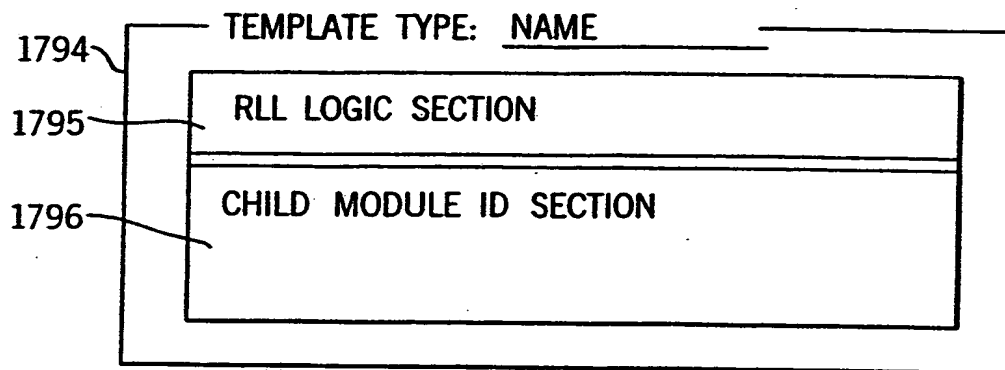 TEMPLATE TYPE: NAME
1794
RLL LOGIC SECTION
1795
CHILD MODULE ID SECTION
1796